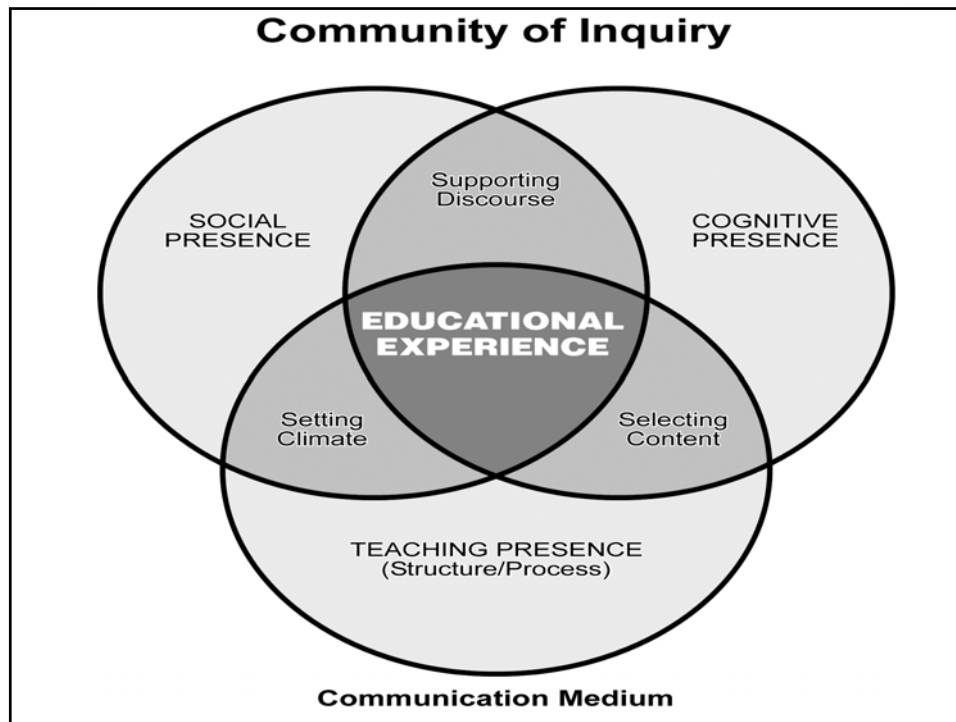 Community of Inquiry
Supporting
Discourse
SOCIAL
PRESENCE
COGNITIVE
PRESENCE
EDUCATIONAL
EXPERIENCE
Setting
Climate
Selecting
Content
TEACHING PRESENCE
(Structure/Process)
Communication Medium